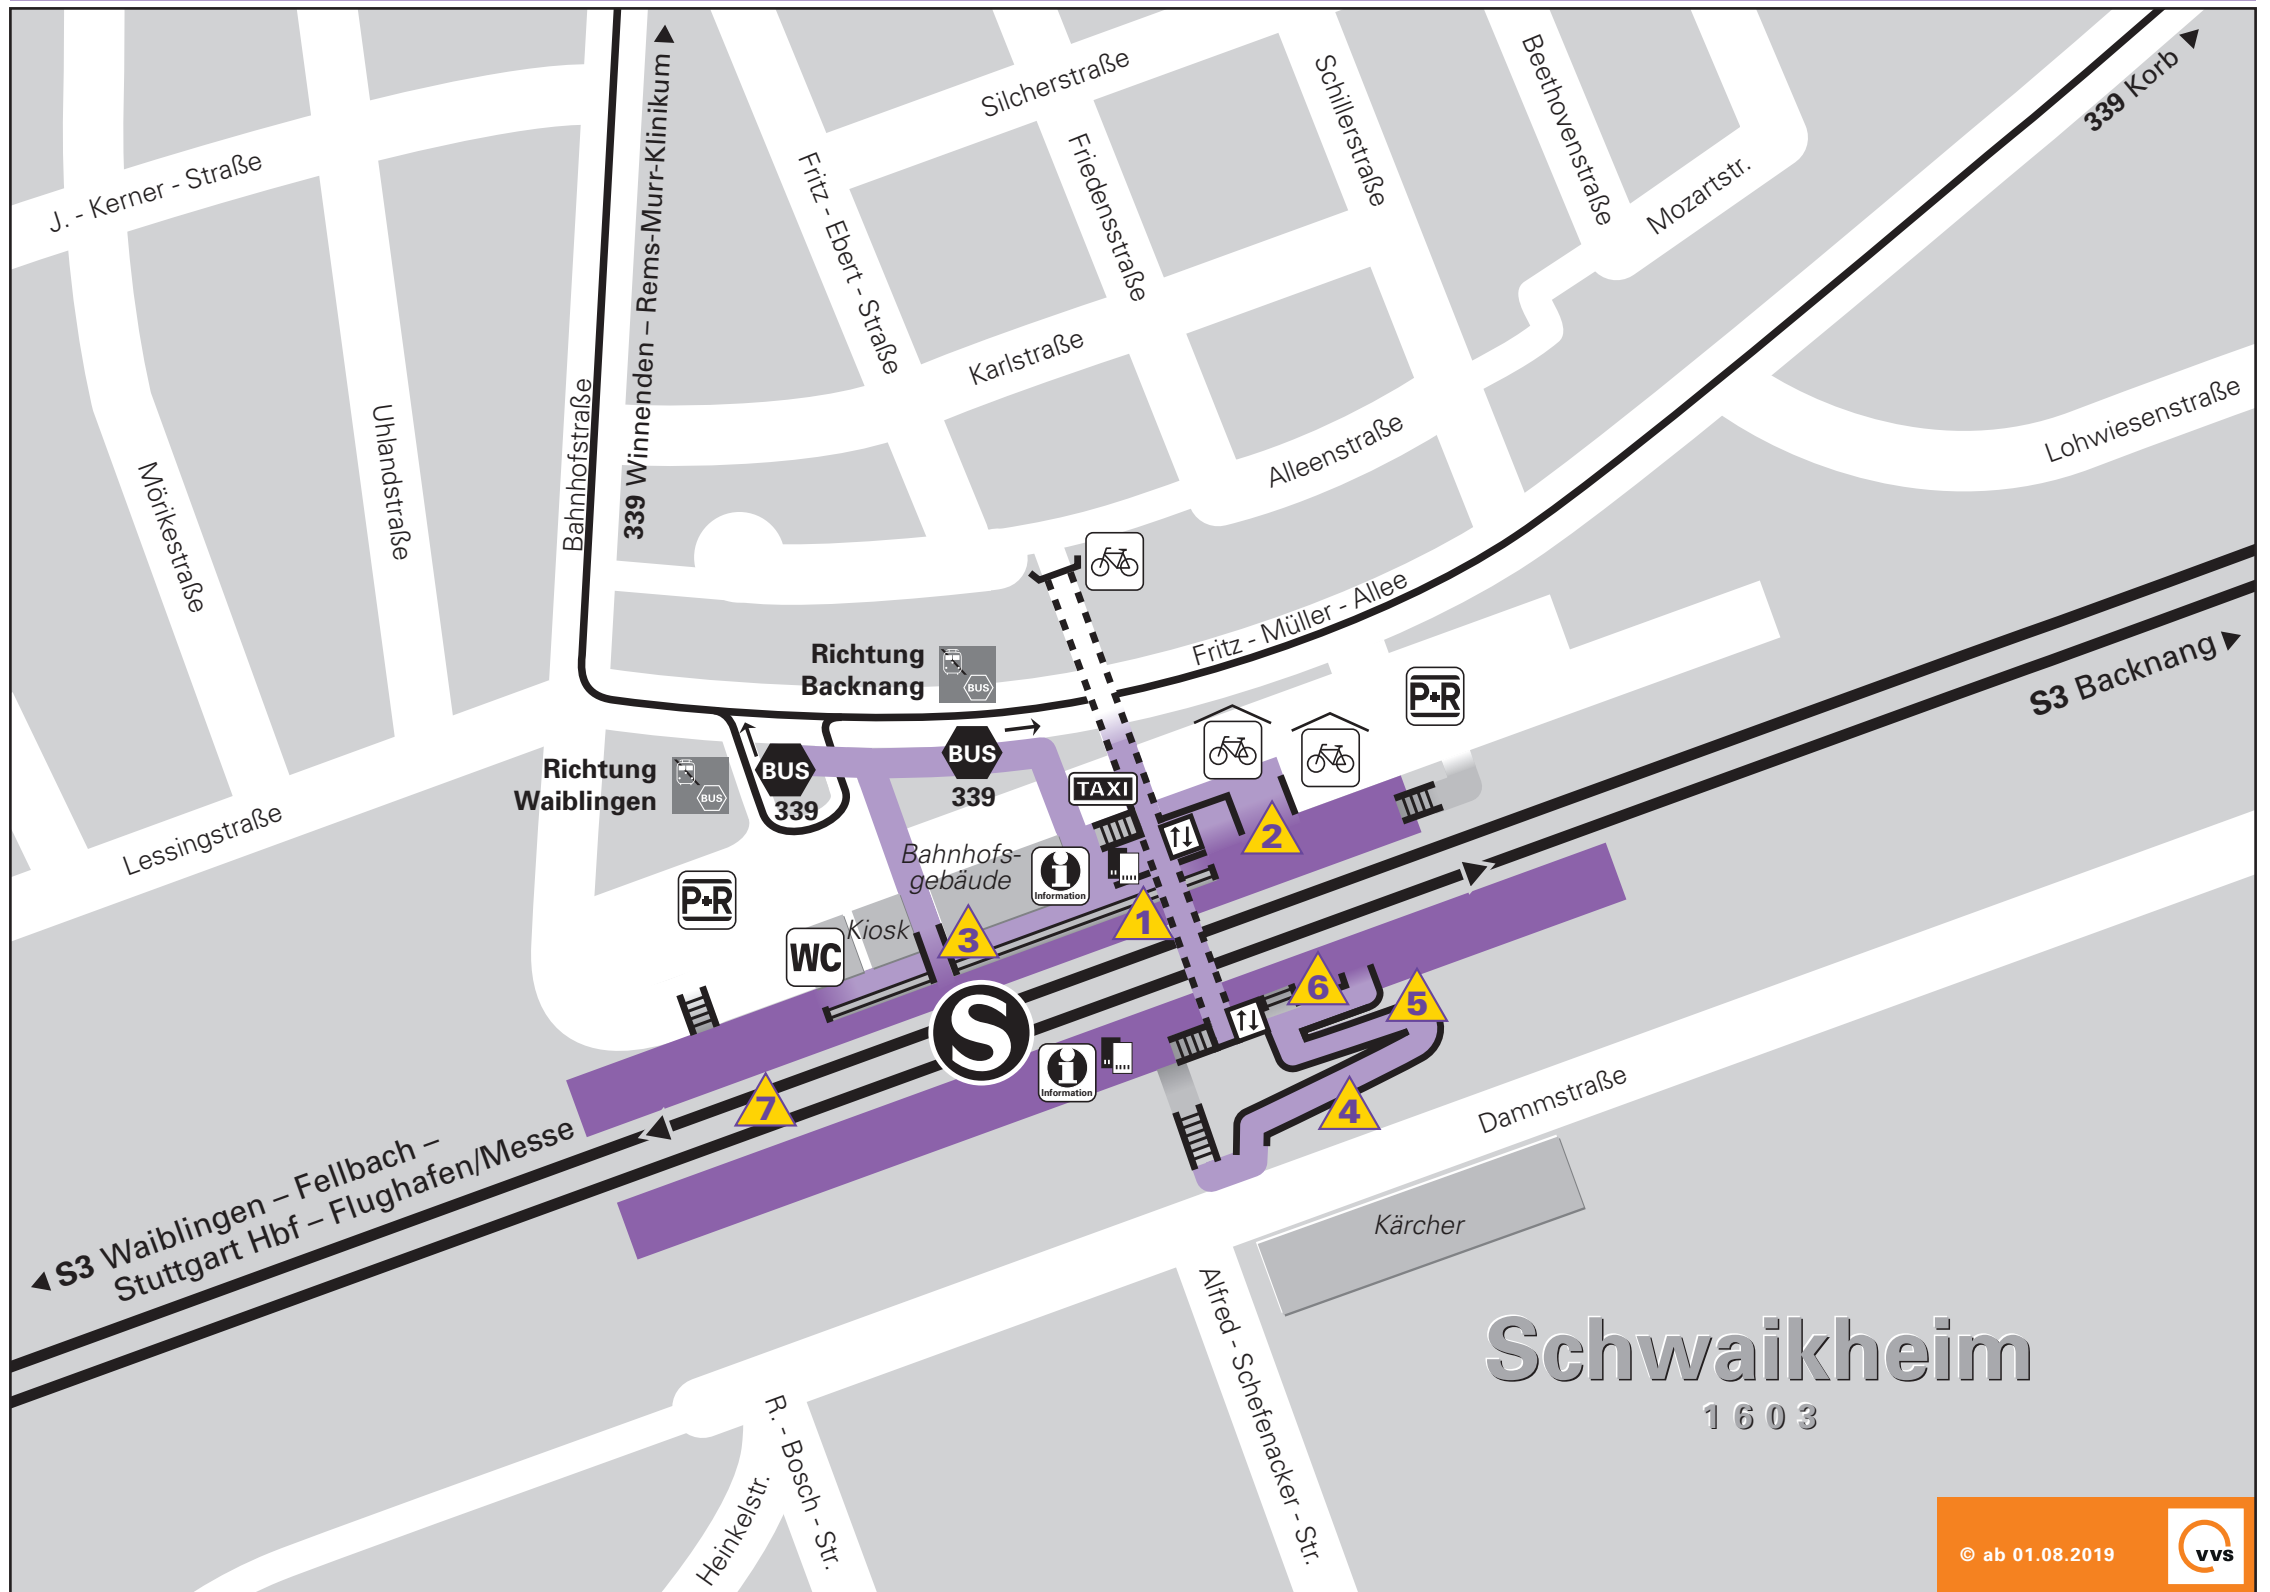 339 Winnenden – Rems-Murr-Klinikum
Silcherstraße
Schillerstraße
Beethovenstraße
339 Korb
J. - Kerner - Straße
Fritz - Ebert - Straße
Friedensstraße
Mozartstr.
Karlstraße
Bahnhofstraße
Uhlandstraße
Mörikestraße
Alleenstraße
Lohwiesenstraße
Fritz - Müller - Allee
Richtung
Backnang
BUS
P+R
S3 Backnang
Richtung
Waiblingen
BUS
BUS
339
BUS
339
TAXI
Lessingstraße
2
Bahnhofs-
gebäude
i
Information
P+R
Kiosk
WC
3
1
S
6
5
i
Information
7
4
Dammstraße
S3 Waiblingen – Fellbach –
Stuttgart Hbf – Flughafen/Messe
Kärcher
Alfred - Schefenacker - Str.
Schwaikheim
1603
R. - Bosch - Str.
Heinkelstr.
© ab 01.08.2019
VVS